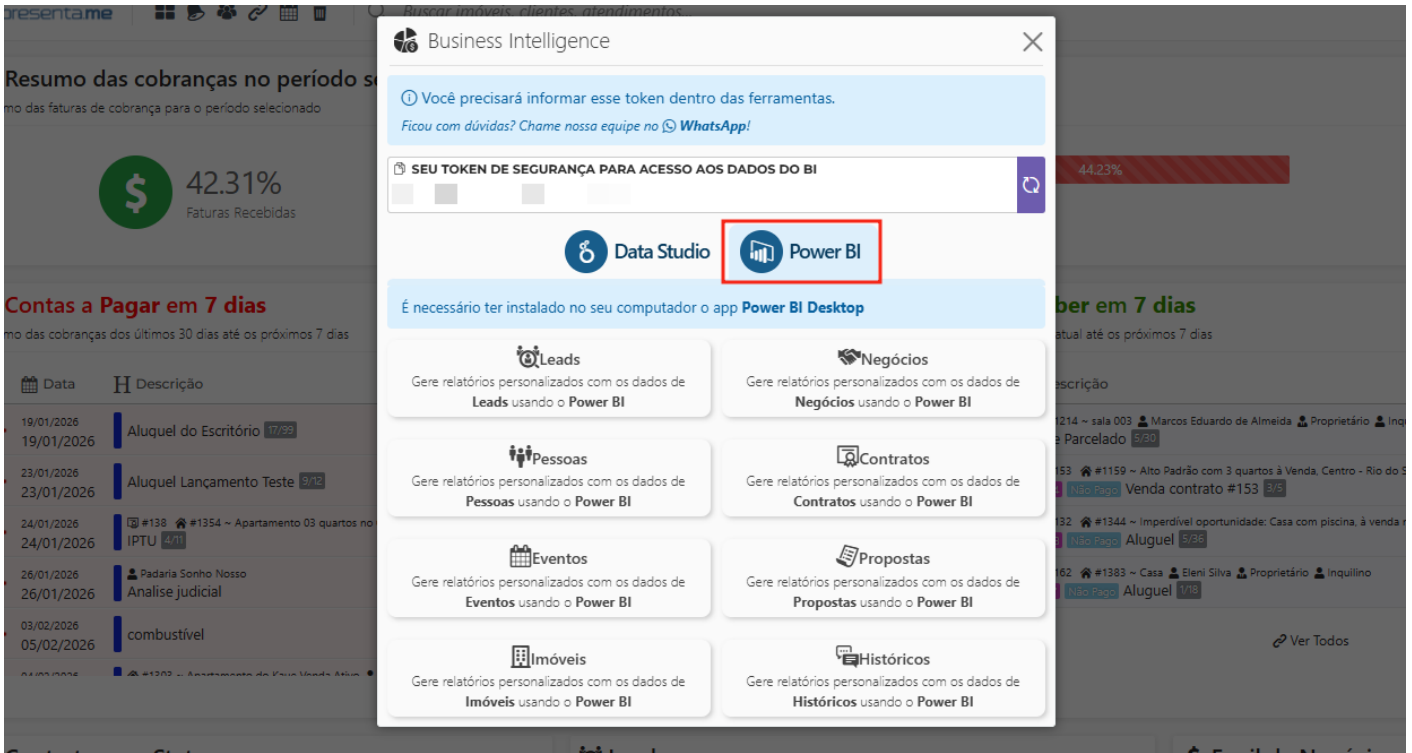 presenta.me
Buscar imóveis, clientes, atendimentos...
Business Intelligence
Você precisará informar esse token dentro das ferramentas.
Ficou com dúvidas? Chame nossa equipe no WhatsApp!
SEU TOKEN DE SEGURANÇA PARA ACESSO AOS DADOS DO BI
Data Studio
Power BI
É necessário ter instalado no seu computador o app Power BI Desktop
Leads
Gere relatórios personalizados com os dados de
Leads usando o Power BI
Negócios
Gere relatórios personalizados com os dados de
Negócios usando o Power BI
Pessoas
Gere relatórios personalizados com os dados de
Pessoas usando o Power BI
Contratos
Gere relatórios personalizados com os dados de
Contratos usando o Power BI
Eventos
Gere relatórios personalizados com os dados de
Eventos usando o Power BI
Propostas
Gere relatórios personalizados com os dados de
Propostas usando o Power BI
Imóveis
Gere relatórios personalizados com os dados de
Imóveis usando o Power BI
Históricos
Gere relatórios personalizados com os dados de
Históricos usando o Power BI
Resumo das cobranças no período se
mo das faturas de cobrança para o período selecionado
42.31%
Faturas Recebidas
44.23%
Contas a Pagar em 7 dias
mo das cobranças dos últimos 30 dias até os próximos 7 dias
Data Descrição
19/01/2026
19/01/2026 Aluguel do Escritório 17/99
23/01/2026
23/01/2026 Aluguel Lançamento Teste 9/12
24/01/2026 #138 #1354 ~ Apartamento 03 quartos no
24/01/2026 IPTU 4/11
26/01/2026 Padaria Sonho Nosso
26/01/2026 Analise judicial
03/02/2026
05/02/2026 combustível
ber em 7 dias
atual até os próximos 7 dias
escrição
1214 ~ sala 003 Marcos Eduardo de Almeida Proprietário Inq
e Parcelado 5/30
153 #1159 ~ Alto Padrão com 3 quartos à Venda, Centro - Rio do S
Não Pago Venda contrato #153 3/5
132 #1344 ~ Imperdível oportunidade: Casa com piscina, à venda n
Não Pago Aluguel 5/36
162 #1383 ~ Casa Eleni Silva Proprietário Inquilino
Não Pago Aluguel 1/18
Ver Todos